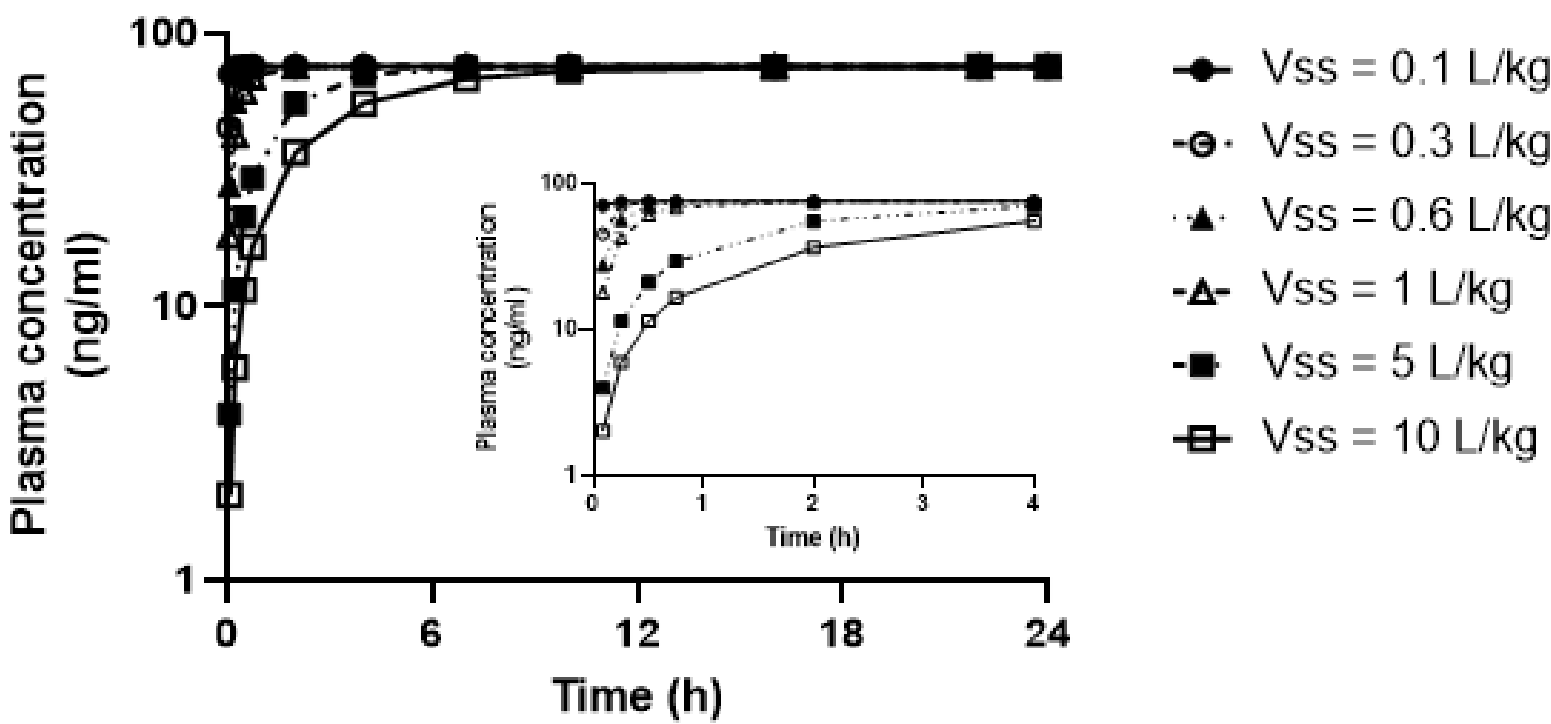 100
10
1
Plasma concentration
(ng/ml)
0
6
12
18
24
Time (h)
100
10
1
Plasma concentration
(ng/ml)
0
1
2
3
4
Time (h)
Vss = 0.1 L/kg
Vss = 0.3 L/kg
Vss = 0.6 L/kg
Vss = 1 L/kg
Vss = 5 L/kg
Vss = 10 L/kg